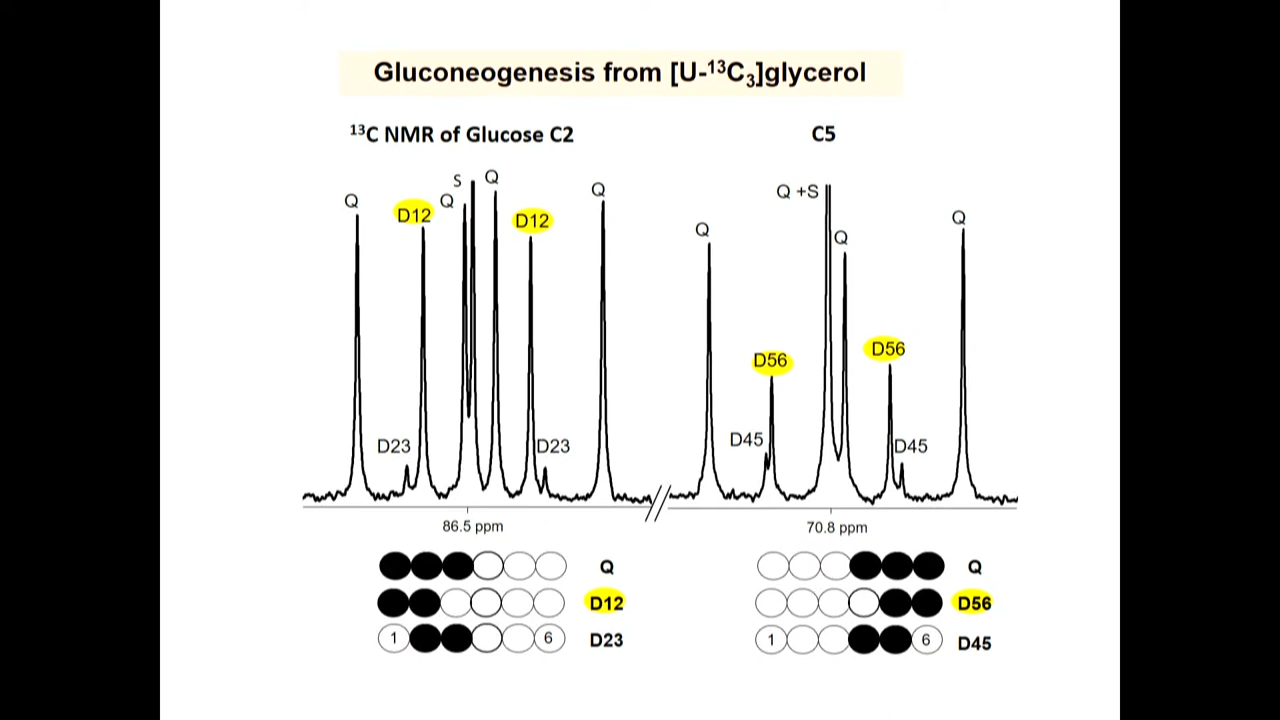 Gluconeogenesis from [U-¹³C₃]glycerol
¹³C NMR of Glucose C2
C5
Q
D12
Q
S
Q
D12
Q
D23
D23
Q
D56
Q +S
Q
D56
Q
D45
D45
86.5 ppm
70.8 ppm
Q
D12
1 6 D23
Q
D56
1 6 D45